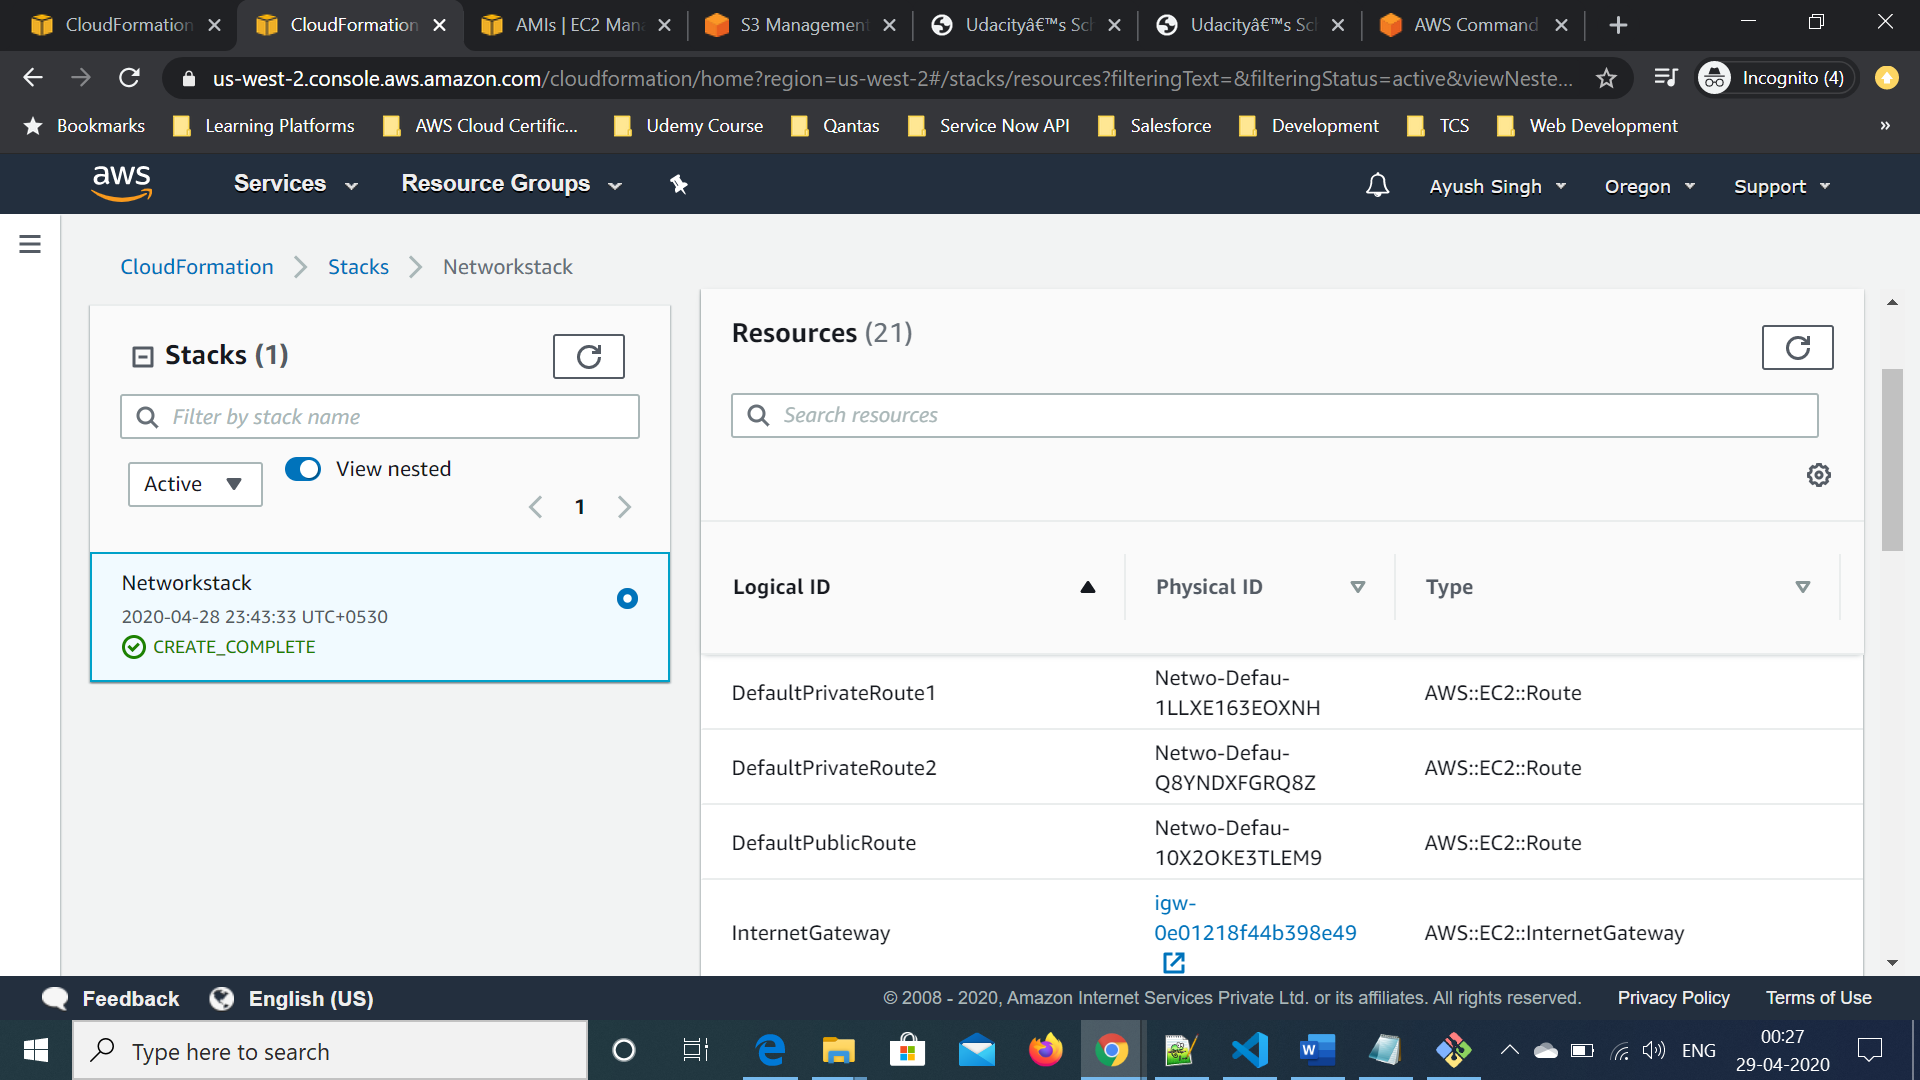 CloudFormation
CloudFormation
AMIs | EC2 Man
S3 Management
Udacityâ€™s Sch
Udacityâ€™s Sch
AWS Command
us-west-2.console.aws.amazon.com/cloudformation/home?region=us-west-2#/stacks/resources?filteringText=&filteringStatus=active&viewNeste...
Incognito (4)
Bookmarks
Learning Platforms
AWS Cloud Certific...
Udemy Course
Qantas
Service Now API
Salesforce
Development
TCS
Web Development
»
aws
Services
Resource Groups
Ayush Singh
Oregon
Support
CloudFormation
Stacks
Networkstack
Stacks (1)
Filter by stack name
Active
View nested
1
Networkstack
2020-04-28 23:43:33 UTC+0530
CREATE_COMPLETE
Resources (21)
Search resources
Logical ID
Physical ID
Type
DefaultPrivateRoute1
Netwo-Defau-
1LLXE163EOXNH
AWS::EC2::Route
DefaultPrivateRoute2
Netwo-Defau-
Q8YNDXFGRQ8Z
AWS::EC2::Route
DefaultPublicRoute
Netwo-Defau-
10X2OKE3TLEM9
AWS::EC2::Route
InternetGateway
igw-
0e01218f44b398e49
AWS::EC2::InternetGateway
Feedback
English (US)
© 2008 - 2020, Amazon Internet Services Private Ltd. or its affiliates. All rights reserved.
Privacy Policy
Terms of Use
Type here to search
ENG
00:27
29-04-2020